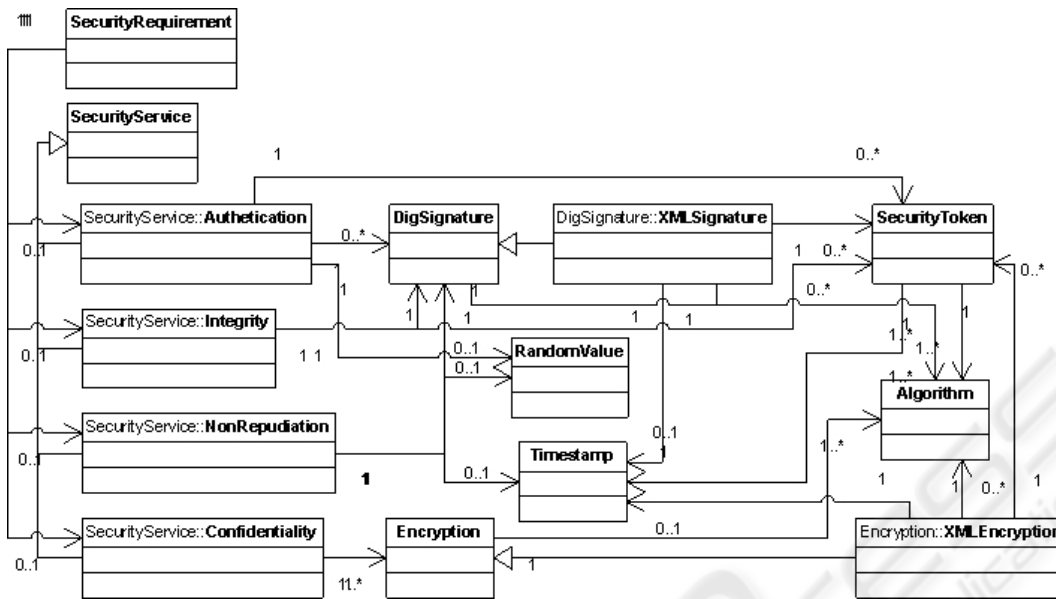 1111
SecurityRequirement
SecurityService
1
0..*
SecurityService::Authetication
DigSignature
DigSignature::XMLSignature
SecurityToken
0..1
0..*
1
0..*
0..*
1
1
0..*
SecurityService::Integrity
1
1
1
1
1
1
0..1
1 1
0..1
RandomValue
1..*
1..*
0..1
1..*
Algorithm
SecurityService::NonRepudiation
0..1
1
Timestamp
1..*
0..1
1
0..1
1
1
0..*
1
SecurityService::Confidentiality
Encryption
0..1
Encryption::XMLEncryption
0..1
11.*
1